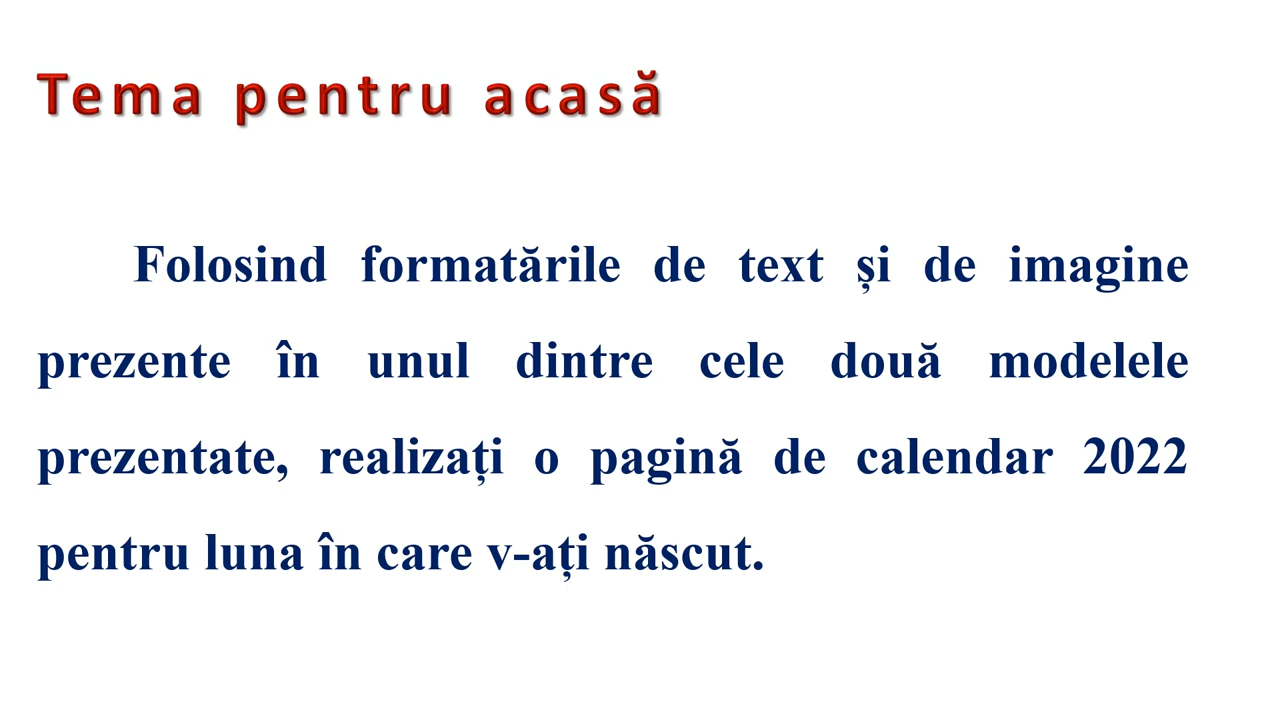 Tema pentru acasă
Folosind formatările de text și de imagine
prezente în unul dintre cele două modelele
prezentate, realizați o pagină de calendar 2022
pentru luna în care v-ați născut.